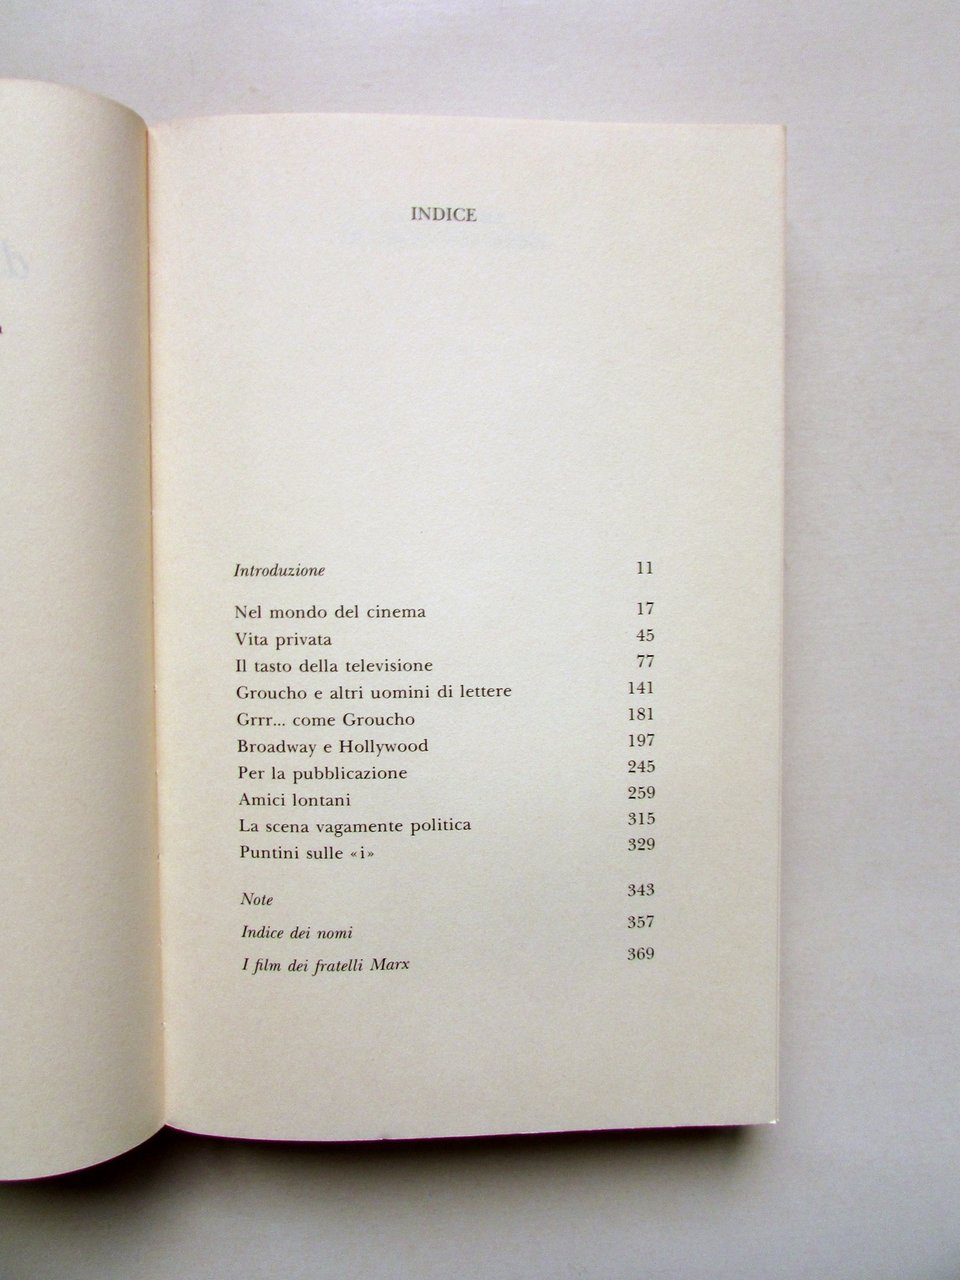 INDICE
Introduzione 11
Nel mondo del cinema 17
Vita privata 45
Il tasto della televisione 77
Groucho e altri uomini di lettere 141
Grrr... come Groucho 181
Broadway e Hollywood 197
Per la pubblicazione 245
Amici lontani 259
La scena vagamente politica 315
Puntini sulle «i» 329
Note 343
Indice dei nomi 357
I film dei fratelli Marx 369